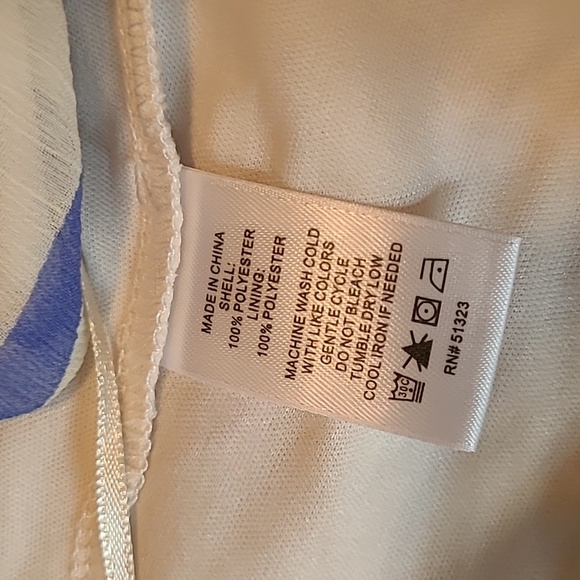 MADE IN CHINA
SHELL:
100% POLYESTER
LINING:
100% POLYESTER
MACHINE WASH COLD
WITH LIKE COLORS
GENTLE CYCLE
DO NOT BLEACH
TUMBLE DRY LOW
COOL IRON IF NEEDED
30C
RN# 51323